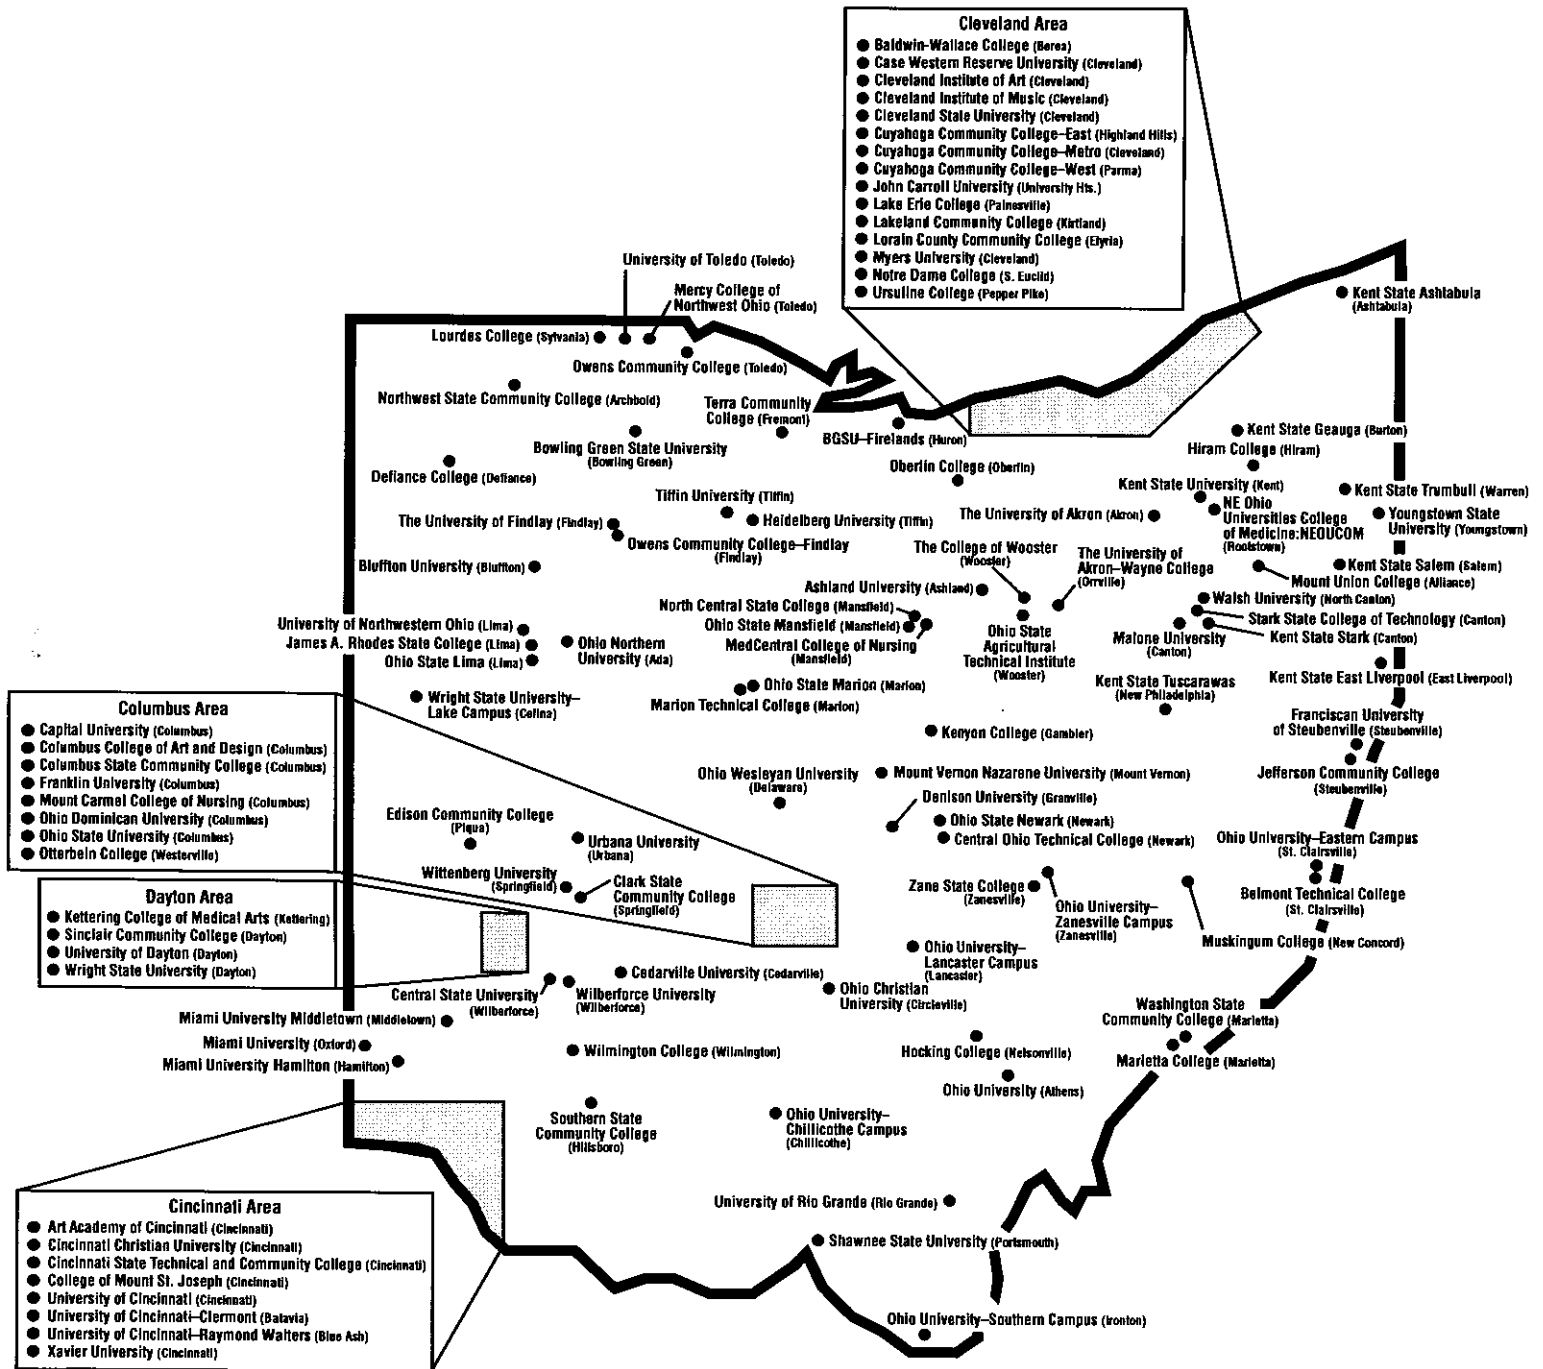 Cleveland Area
Baldwin-Wallace College (Berea)
Case Western Reserve University (Cleveland)
Cleveland Institute of Art (Cleveland)
Cleveland Institute of Music (Cleveland)
Cleveland State University (Cleveland)
Cuyahoga Community College–East (Highland Hills)
Cuyahoga Community College–Metro (Cleveland)
Cuyahoga Community College–West (Parma)
John Carroll University (University Hts.)
Lake Erie College (Painesville)
Lakeland Community College (Kirtland)
Lorain County Community College (Elyria)
Myers University (Cleveland)
Notre Dame College (S. Euclid)
Ursuline College (Pepper Pike)
University of Toledo (Toledo)
Mercy College of
Northwest Ohio (Toledo)
Kent State Ashtabula
(Ashtabula)
Lourdes College (Sylvania)
Owens Community College (Toledo)
Northwest State Community College (Archbold)
Terra Community
College (Fremont)
BGSU–Firelands (Huron)
Kent State Geauga (Burton)
Hiram College (Hiram)
Bowling Green State University
(Bowling Green)
Defiance College (Defiance)
Oberlin College (Oberlin)
Kent State University (Kent)
Kent State Trumbull (Warren)
Tiffin University (Tiffin)
Heidelberg University (Tiffin)
The University of Findlay (Findlay)
Owens Community College–Findlay
(Findlay)
The University of Akron (Akron)
NE Ohio
Universities College
of Medicine:NEOUCOM
(Rootstown)
Youngstown State
University (Youngstown)
The College of Wooster
(Wooster)
The University of
Akron–Wayne College
(Orrville)
Bluffton University (Bluffton)
Kent State Salem (Salem)
Mount Union College (Alliance)
Ashland University (Ashland)
North Central State College (Mansfield)
Ohio State Mansfield (Mansfield)
MedCentral College of Nursing
(Mansfield)
Ohio State
Agricultural
Technical Institute
(Wooster)
Walsh University (North Canton)
Stark State College of Technology (Canton)
Malone University
(Canton)
Kent State Stark (Canton)
University of Northwestern Ohio (Lima)
James A. Rhodes State College (Lima)
Ohio State Lima (Lima)
Ohio Northern
University (Ada)
Kent State East Liverpool (East Liverpool)
Kent State Tuscarawas
(New Philadelphia)
Wright State University–
Lake Campus (Celina)
Ohio State Marion (Marion)
Marion Technical College (Marion)
Kenyon College (Gambier)
Franciscan University
of Steubenville (Steubenville)
Jefferson Community College
(Steubenville)
Columbus Area
Capital University (Columbus)
Columbus College of Art and Design (Columbus)
Columbus State Community College (Columbus)
Franklin University (Columbus)
Mount Carmel College of Nursing (Columbus)
Ohio Dominican University (Columbus)
Ohio State University (Columbus)
Otterbein College (Westerville)
Ohio Wesleyan University
(Delaware)
Mount Vernon Nazarene University (Mount Vernon)
Denison University (Granville)
Ohio State Newark (Newark)
Central Ohio Technical College (Newark)
Edison Community College
(Piqua)
Urbana University
(Urbana)
Wittenberg University
(Springfield)
Clark State
Community College
(Springfield)
Ohio University–Eastern Campus
(St. Clairsville)
Belmont Technical College
(St. Clairsville)
Zane State College
(Zanesville)
Ohio University–
Zanesville Campus
(Zanesville)
Muskingum College (New Concord)
Dayton Area
Kettering College of Medical Arts (Kettering)
Sinclair Community College (Dayton)
University of Dayton (Dayton)
Wright State University (Dayton)
Ohio University–
Lancaster Campus
(Lancaster)
Cedarville University (Cedarville)
Central State University
(Wilberforce)
Wilberforce University
(Wilberforce)
Ohio Christian
University (Circleville)
Washington State
Community College (Marietta)
Marietta College (Marietta)
Miami University Middletown (Middletown)
Miami University (Oxford)
Miami University Hamilton (Hamilton)
Wilmington College (Wilmington)
Hocking College (Nelsonville)
Ohio University (Athens)
Southern State
Community College
(Hillsboro)
Ohio University–
Chillicothe Campus
(Chillicothe)
University of Rio Grande (Rio Grande)
Shawnee State University (Portsmouth)
Ohio University–Southern Campus (Ironton)
Cincinnati Area
Art Academy of Cincinnati (Cincinnati)
Cincinnati Christian University (Cincinnati)
Cincinnati State Technical and Community College (Cincinnati)
College of Mount St. Joseph (Cincinnati)
University of Cincinnati (Cincinnati)
University of Cincinnati–Clermont (Batavia)
University of Cincinnati–Raymond Walters (Blue Ash)
Xavier University (Cincinnati)